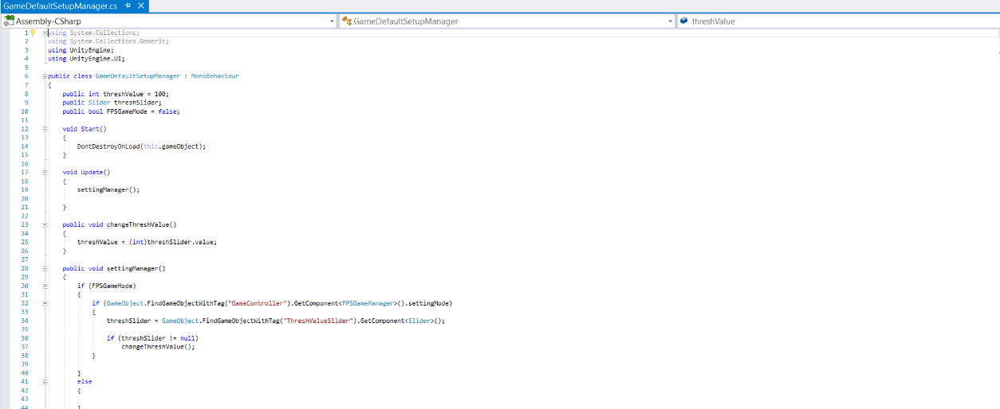 GameDefaultSetupManager.cs
Assembly-CSharp GameDefaultSetupManager threshValue
1 using System.Collections;
2 using System.Collections.Generic;
3 using UnityEngine;
4 using UnityEngine.UI;
5
6 public class GameDefaultSetupManager : MonoBehaviour
7 {
8 public int threshValue = 100;
9 public Slider threshSlider;
10 public bool FPSGameMode = false;
11
12 void Start()
13 {
14 DontDestroyOnLoad(this.gameObject);
15 }
16
17 void Update()
18 {
19 settingManager();
20
21 }
22
23 public void changeThreshValue()
24 {
25 threshValue = (int)threshSlider.value;
26 }
27
28 public void settingManager()
29 {
30 if (FPSGameMode)
31 {
32 if (GameObject.FindGameObjectWithTag("GameController").GetComponent<FPSGameManager>().settingMode)
33 {
34 threshSlider = GameObject.FindGameObjectWithTag("ThreshValueSlider").GetComponent<Slider>();
35
36 if (threshSlider != null)
37 changeThreshValue();
38 }
39
40 }
41 else
42 {
43
44 }